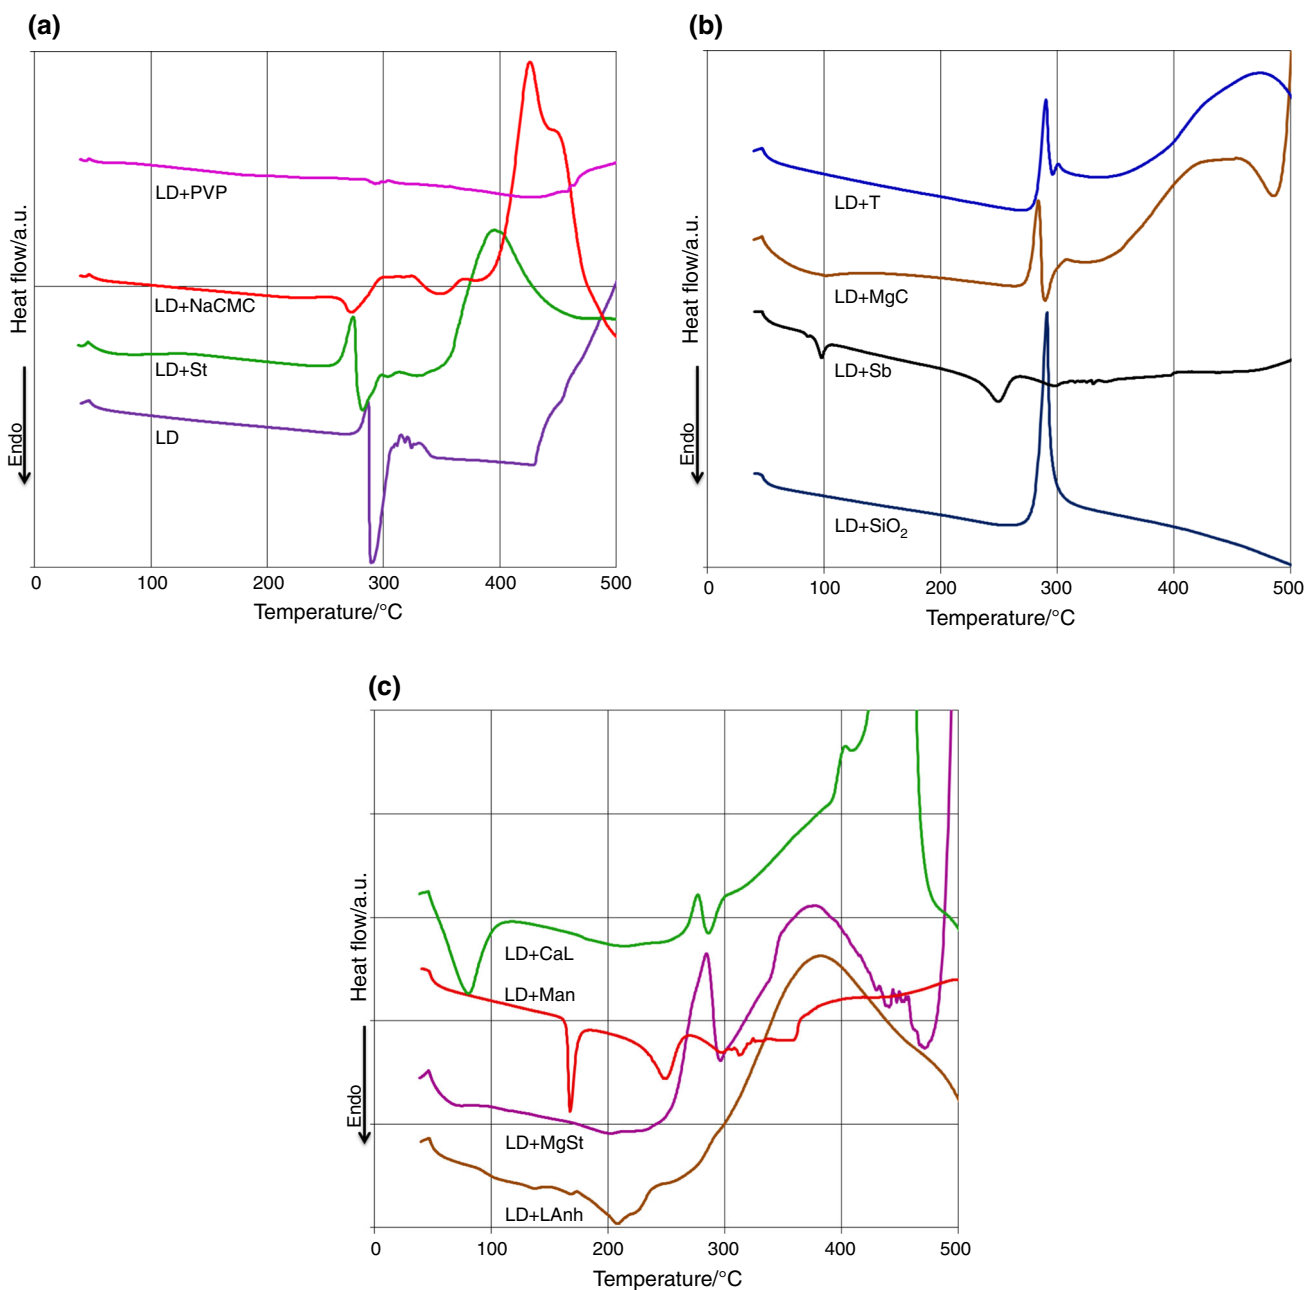 (a)
Heat flow/a.u.
Endo
LD+PVP
LD+NaCMC
LD+St
LD
0 100 200 300 400 500
Temperature/°C
(b)
Heat flow/a.u.
Endo
LD+T
LD+MgC
LD+Sb
LD+SiO2
0 100 200 300 400 500
Temperature/°C
(c)
Heat flow/a.u.
Endo
LD+CaL
LD+Man
LD+MgSt
LD+LAnh
0 100 200 300 400 500
Temperature/°C